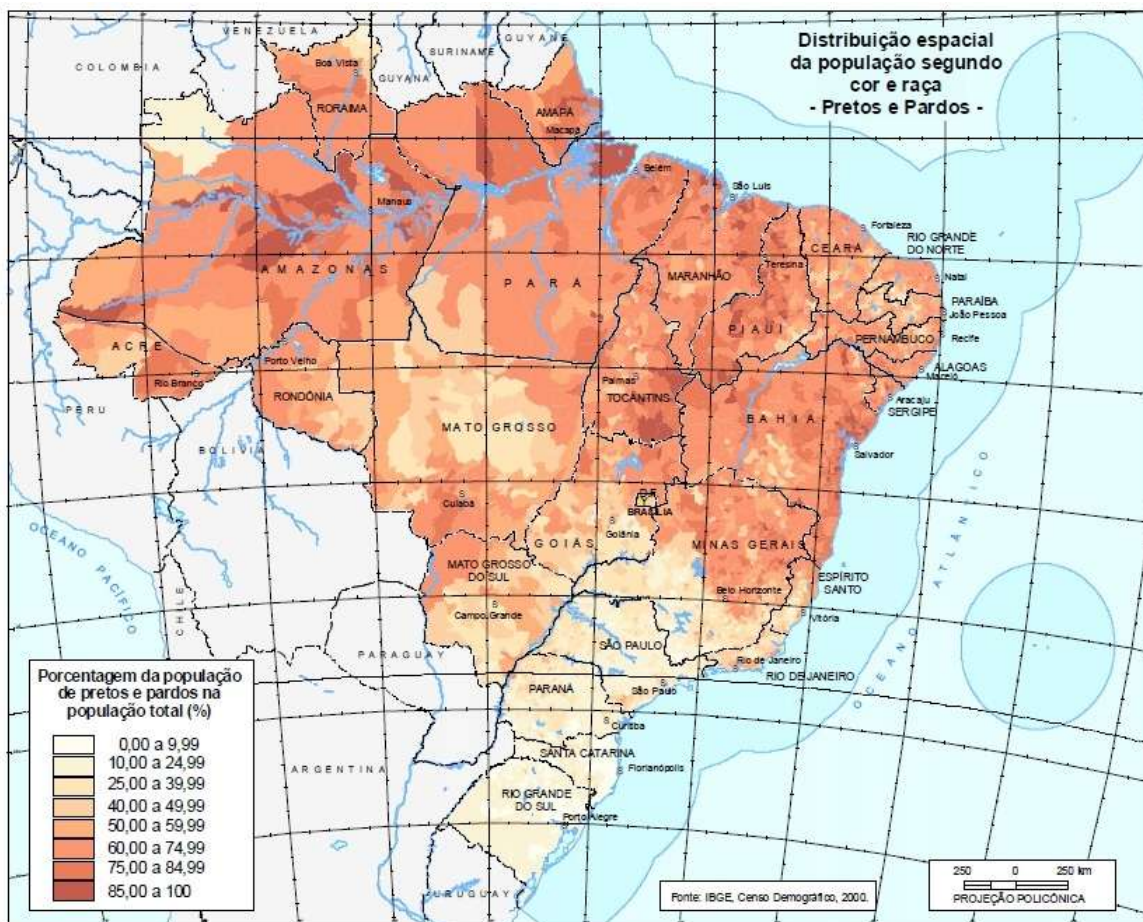 Distribuição espacial
da população segundo
cor e raça
- Pretos e Pardos -
VENEZUELA
COLOMBIA
SURINAME
GUYANE
GUYANA
Boa Vista
RORAIMA
AMAPÁ
Macapá
Belém
São Luis
Manaus
Fortaleza
CEARÁ
RIO GRANDE
DO NORTE
Natal
AMAZONAS
PARÁ
MARANHÃO
Teresina
PARAÍBA
João Pessoa
PIAUÍ
PERNAMBUCO
Recife
ACRE
Porto Velho
Rio Branco
RONDÔNIA
Palmas
TOCANTINS
ALAGOAS
Maceió
Aracaju
SERGIPE
PERU
BOLIVIA
MATO GROSSO
BAHIA
Salvador
Cuiabá
DF
BRASÍLIA
Goiânia
GOIÁS
MINAS GERAIS
OCEANO PACÍFICO
OCEANO ATLÂNTICO
MATO GROSSO
DO SUL
Campo Grande
Belo Horizonte
ESPÍRITO
SANTO
Vitória
CHILE
PARAGUAY
SÃO PAULO
Rio de Janeiro
RIO DE JANEIRO
São Paulo
PARANÁ
Curitiba
SANTA CATARINA
Florianópolis
ARGENTINA
RIO GRANDE
DO SUL
Porto Alegre
URUGUAY
Porcentagem da população
de pretos e pardos na
população total (%)
0,00 a 9,99
10,00 a 24,99
25,00 a 39,99
40,00 a 49,99
50,00 a 59,99
60,00 a 74,99
75,00 a 84,99
85,00 a 100
Fonte: IBGE, Censo Demográfico, 2000.
250 0 250 km
PROJEÇÃO POLICÔNICA